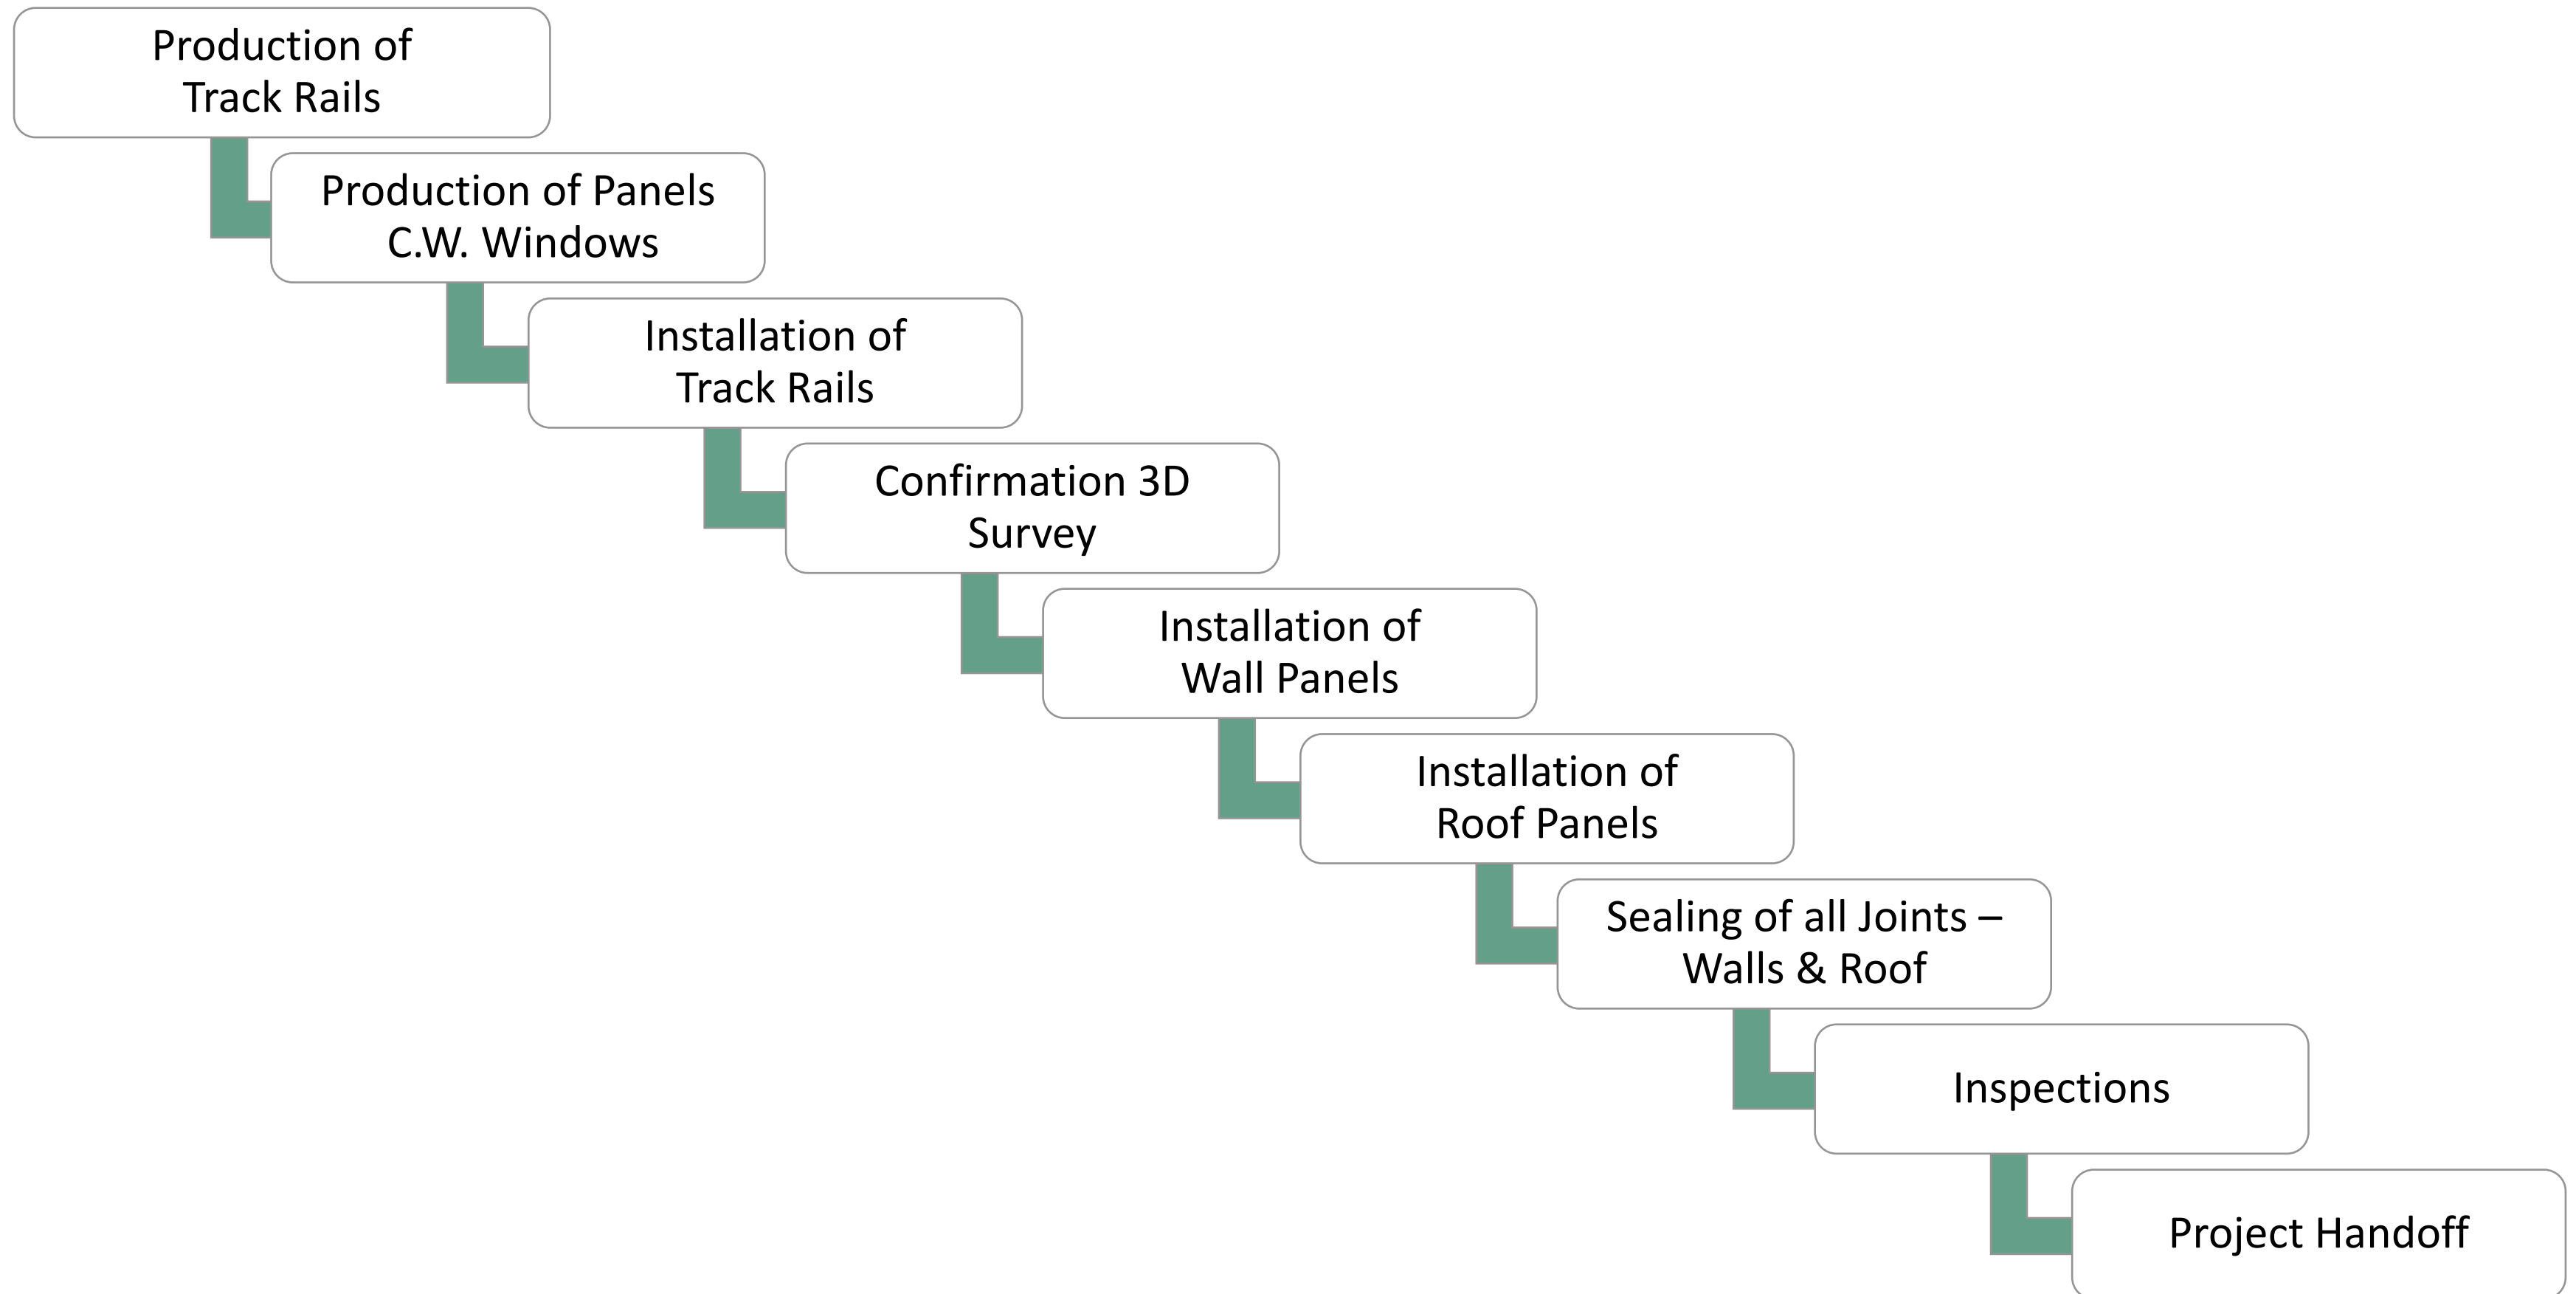 Production of
Track Rails
Production of Panels
C.W. Windows
Installation of
Track Rails
Confirmation 3D
Survey
Installation of
Wall Panels
Installation of
Roof Panels
Sealing of all Joints –
Walls & Roof
Inspections
Project Handoff